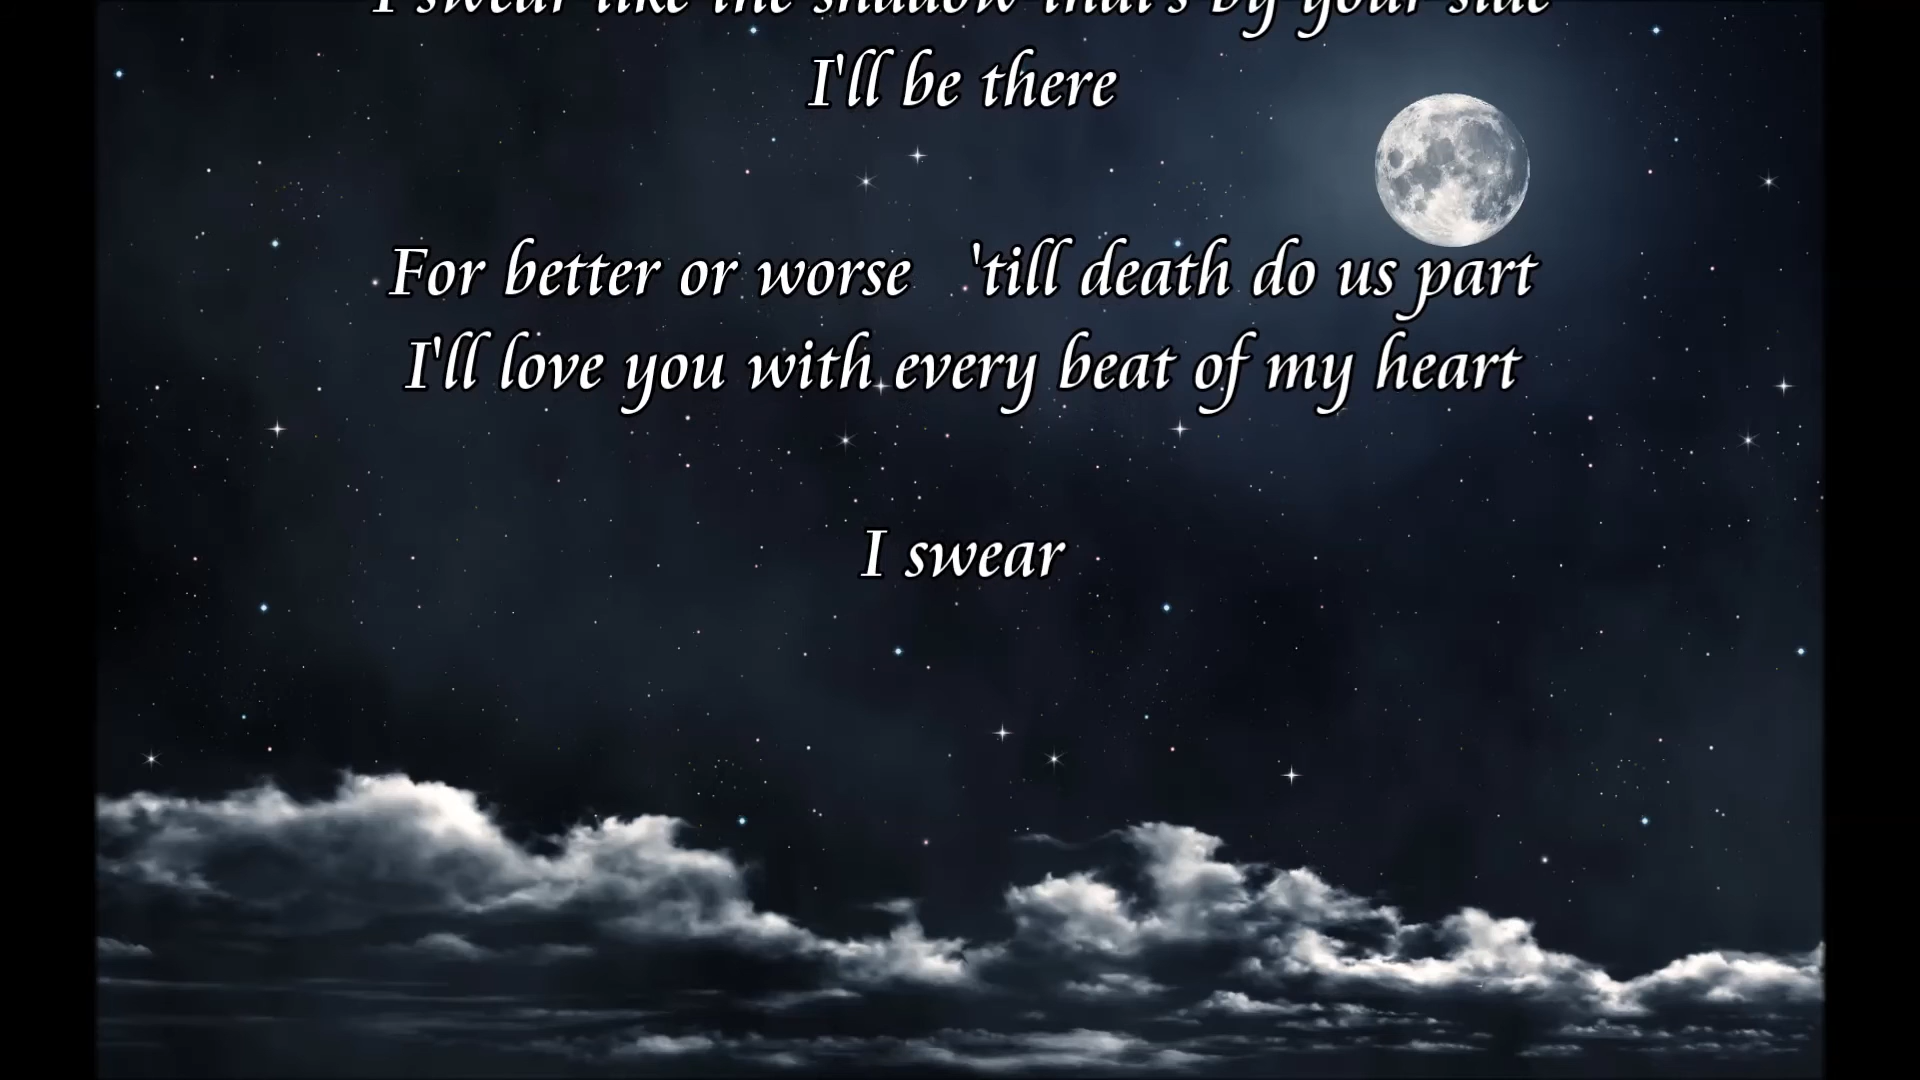 I swear like the shadow that's by your side
I'll be there
For better or worse 'till death do us part
I'll love you with every beat of my heart
I swear